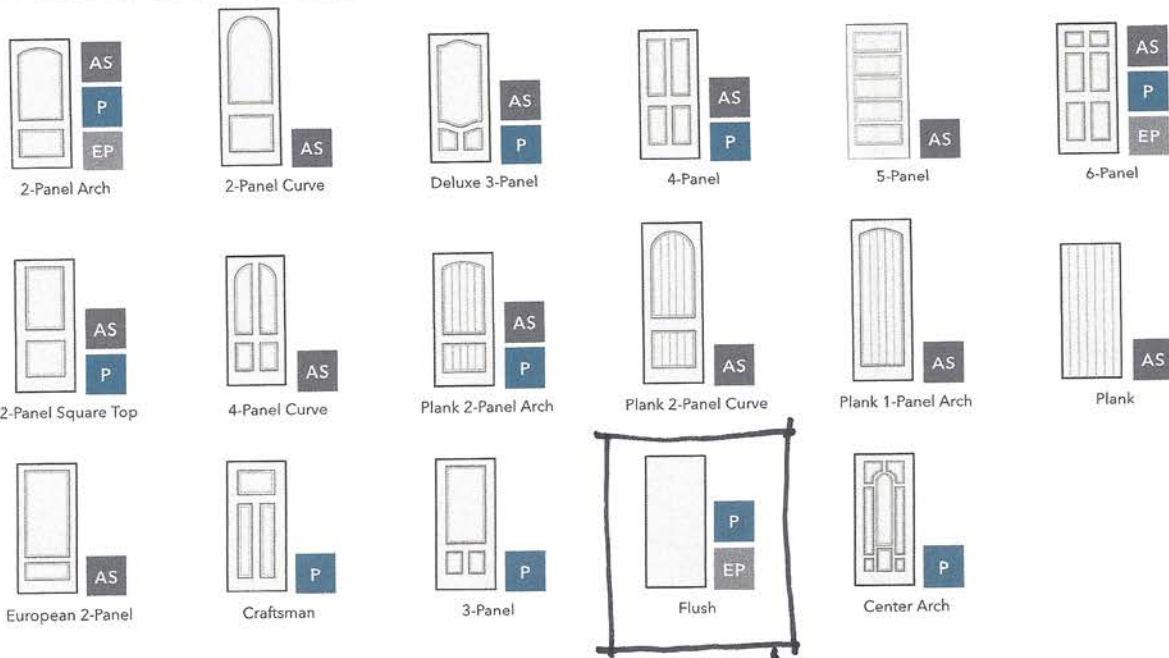 AS
P
EP
2-Panel Arch
AS
2-Panel Curve
AS
P
Deluxe 3-Panel
AS
P
4-Panel
AS
5-Panel
AS
P
EP
6-Panel
AS
P
2-Panel Square Top
AS
4-Panel Curve
AS
P
Plank 2-Panel Arch
AS
Plank 2-Panel Curve
AS
Plank 1-Panel Arch
AS
Plank
AS
European 2-Panel
P
Craftsman
P
3-Panel
P
EP
Flush
P
Center Arch